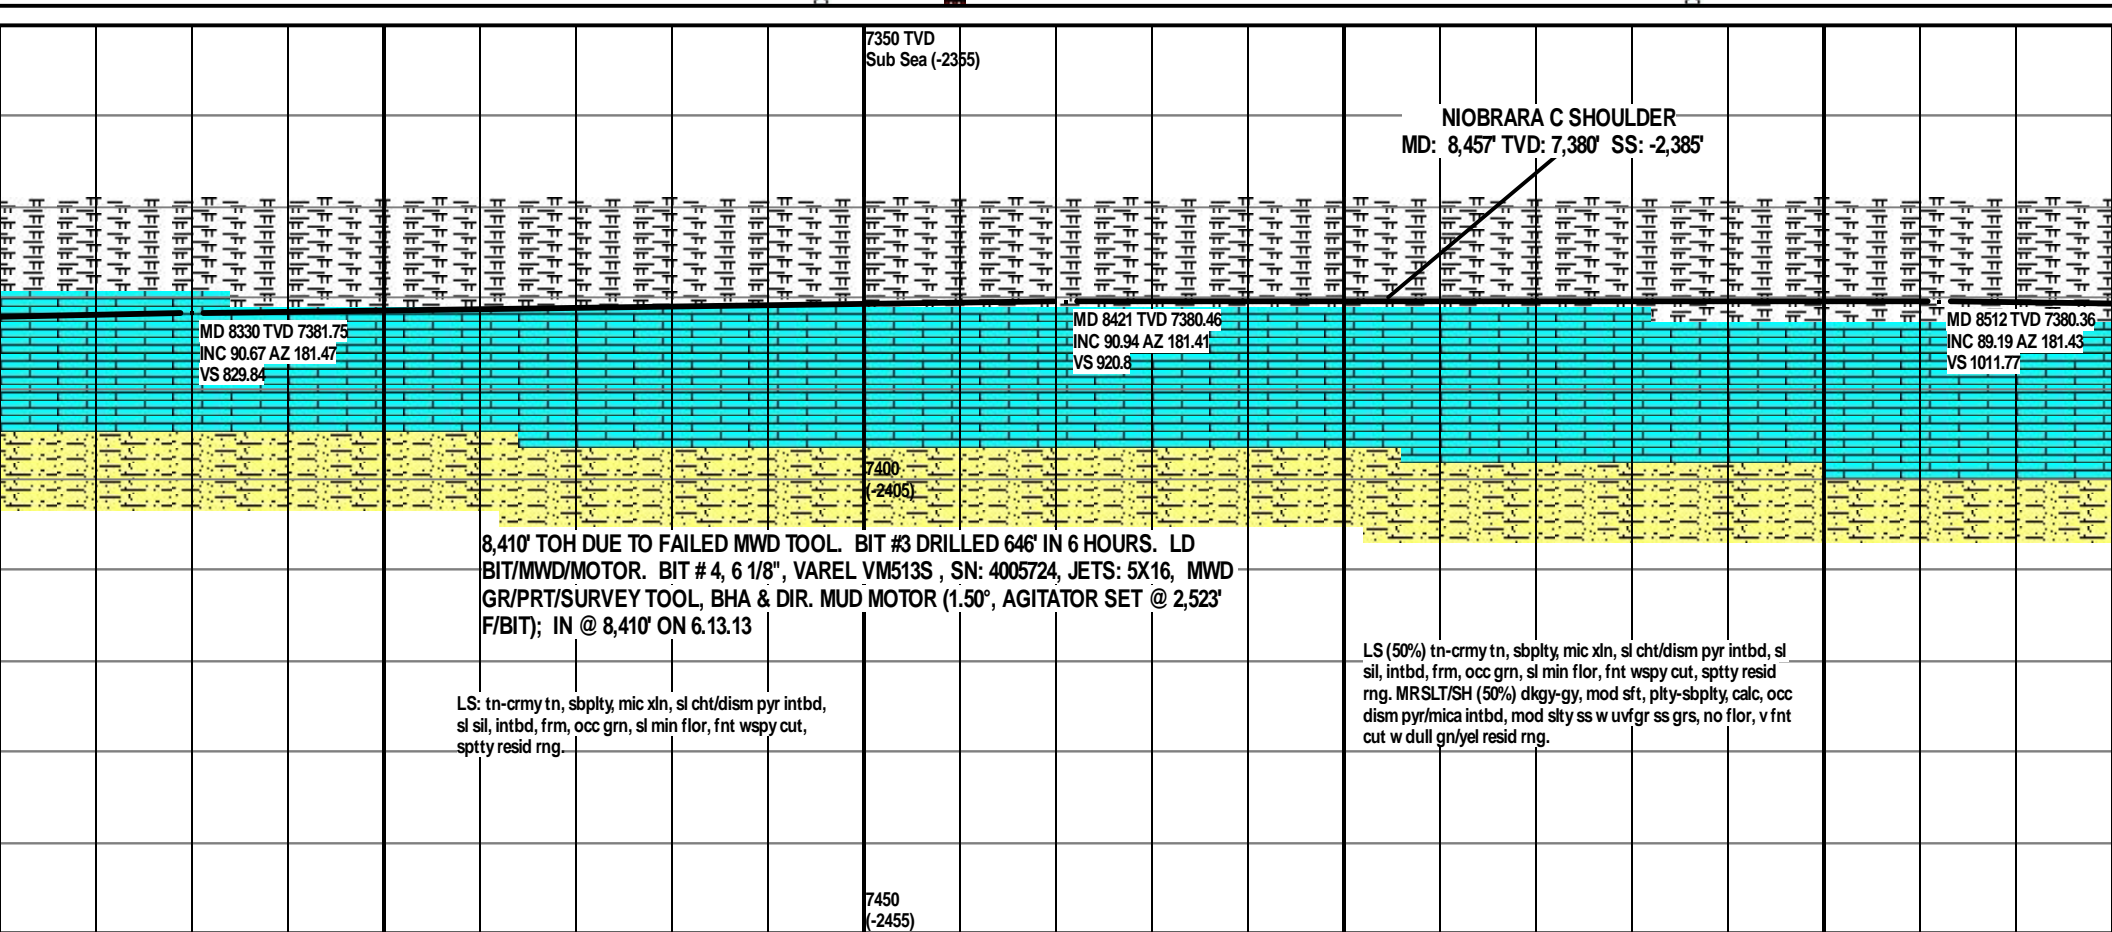 7350 TVD
Sub Sea (-2355)
NIOBRARA C SHOULDER
MD: 8,457' TVD: 7,380' SS: -2,385'
MD 8330 TVD 7381.75
INC 90.67 AZ 181.47
VS 829.84
MD 8421 TVD 7380.46
INC 90.94 AZ 181.41
VS 920.8
MD 8512 TVD 7380.36
INC 89.19 AZ 181.43
VS 1011.77
7400
(-2405)
8,410' TOH DUE TO FAILED MWD TOOL. BIT #3 DRILLED 646' IN 6 HOURS. LD
BIT/MWD/MOTOR. BIT # 4, 6 1/8", VAREL VM513S , SN: 4005724, JETS: 5X16, MWD
GR/PRT/SURVEY TOOL, BHA & DIR. MUD MOTOR (1.50°, AGITATOR SET @ 2,523'
F/BIT); IN @ 8,410' ON 6.13.13
LS: tn-crmy tn, sbplty, mic xln, sl cht/dism pyr intbd,
sl sil, intbd, frm, occ grn, sl min flor, fnt wspy cut,
sptty resid rng.
LS (50%) tn-crmy tn, sbplty, mic xln, sl cht/dism pyr intbd, sl
sil, intbd, frm, occ grn, sl min flor, fnt wspy cut, sptty resid
rng. MRSLT/SH (50%) dkgy-gy, mod sft, plty-sbplty, calc, occ
dism pyr/mica intbd, mod slty ss w uvfgr ss grs, no flor, v fnt
cut w dull gn/yel resid rng.
7450
(-2455)